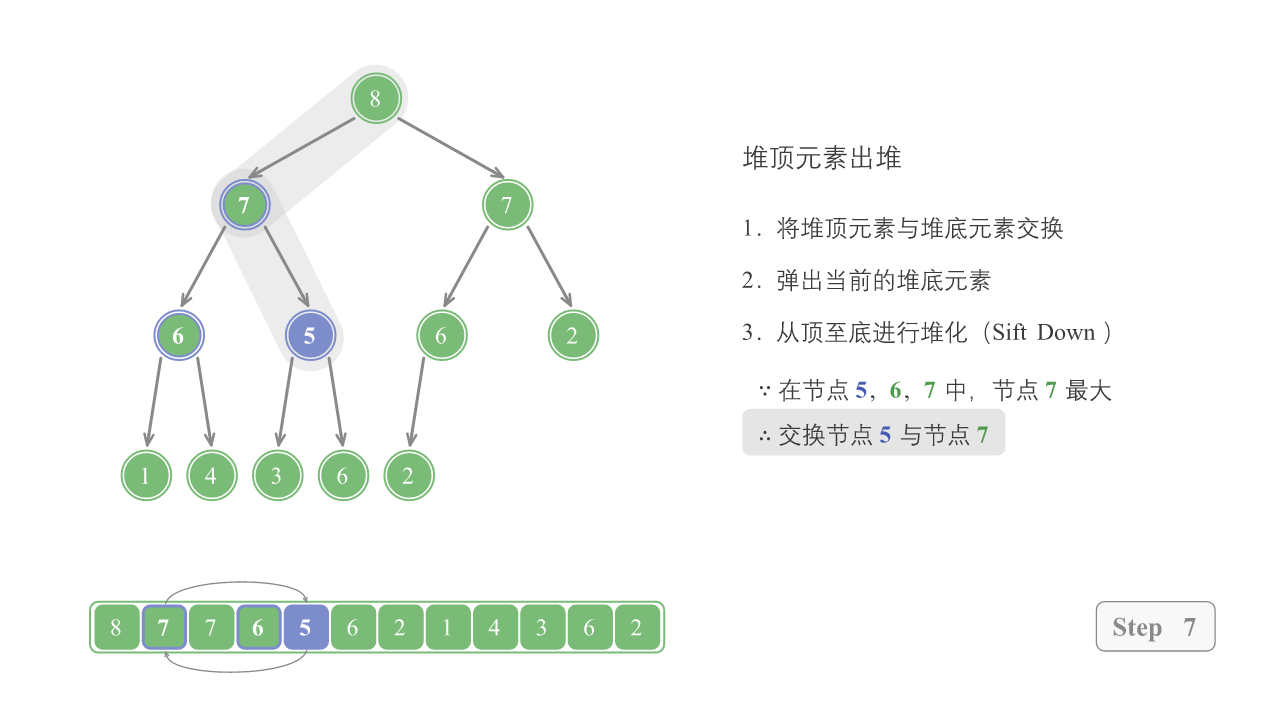 8
7 7
6 5 6 2
1 4 3 6 2
堆顶元素出堆
1. 将堆顶元素与堆底元素交换
2. 弹出当前的堆底元素
3. 从顶至底进行堆化（Sift Down ）
∵ 在节点 5, 6, 7 中, 节点 7 最大
∴ 交换节点 5 与节点 7
8 7 7 6 5 6 2 1 4 3 6 2
Step 7